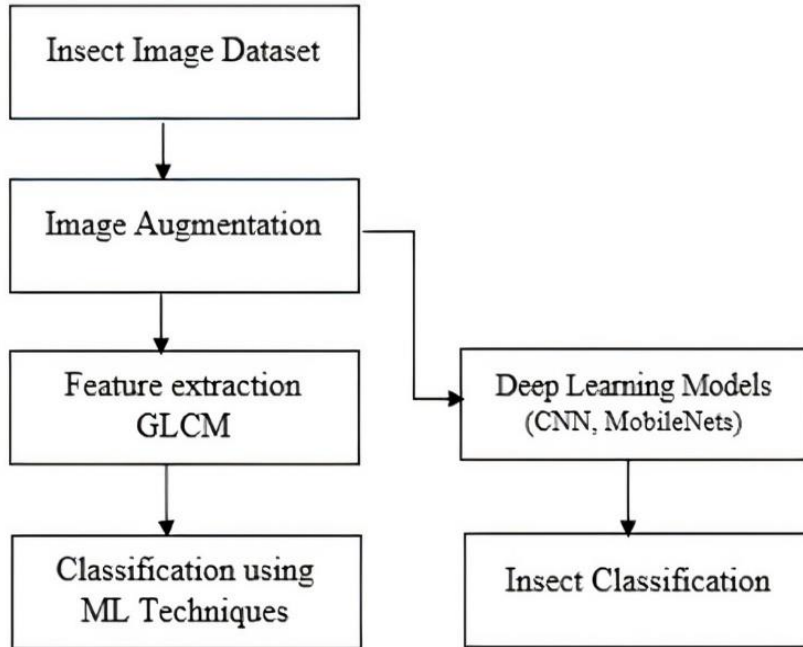 Insect Image Dataset
Image Augmentation
Feature extraction
GLCM
Deep Learning Models
(CNN, MobileNets)
Classification using
ML Techniques
Insect Classification